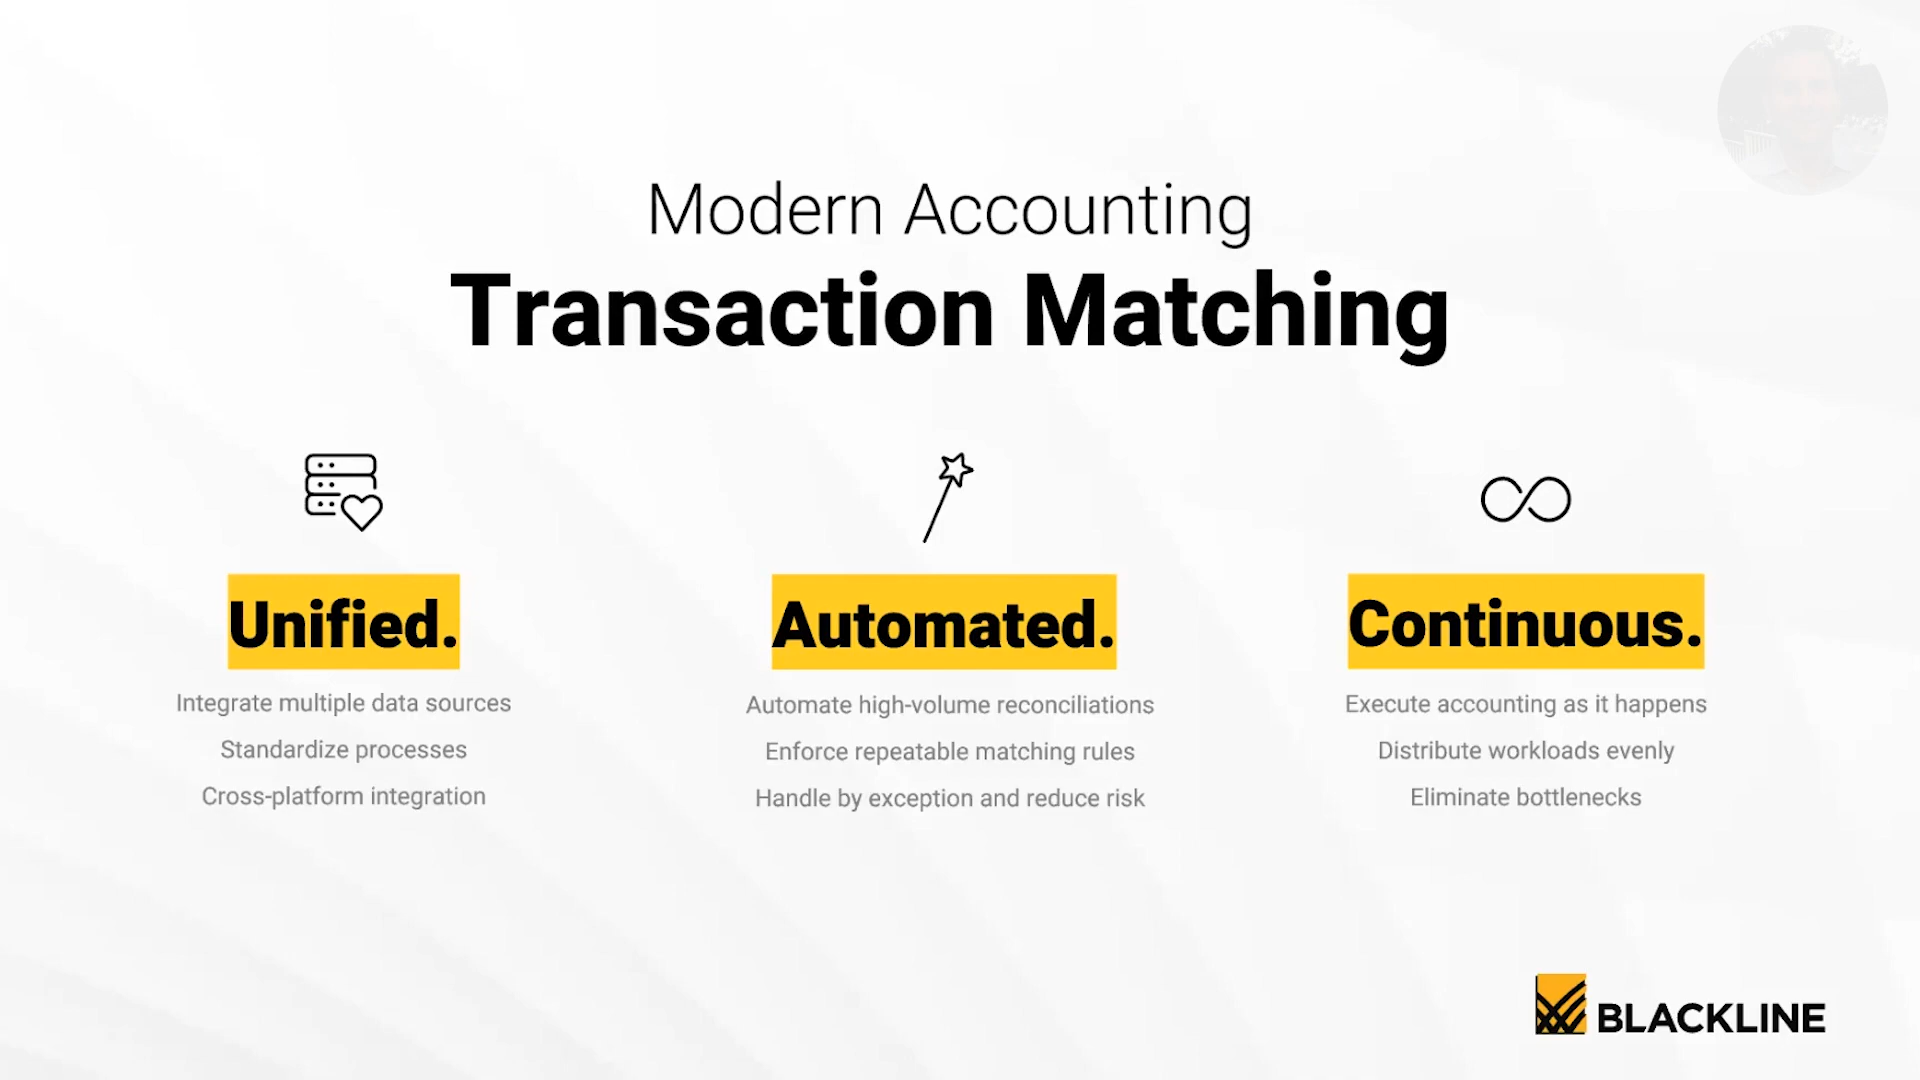 Modern Accounting
Transaction Matching
Unified.
Integrate multiple data sources
Standardize processes
Cross-platform integration
Automated.
Automate high-volume reconciliations
Enforce repeatable matching rules
Handle by exception and reduce risk
Continuous.
Execute accounting as it happens
Distribute workloads evenly
Eliminate bottlenecks
BLACKLINE